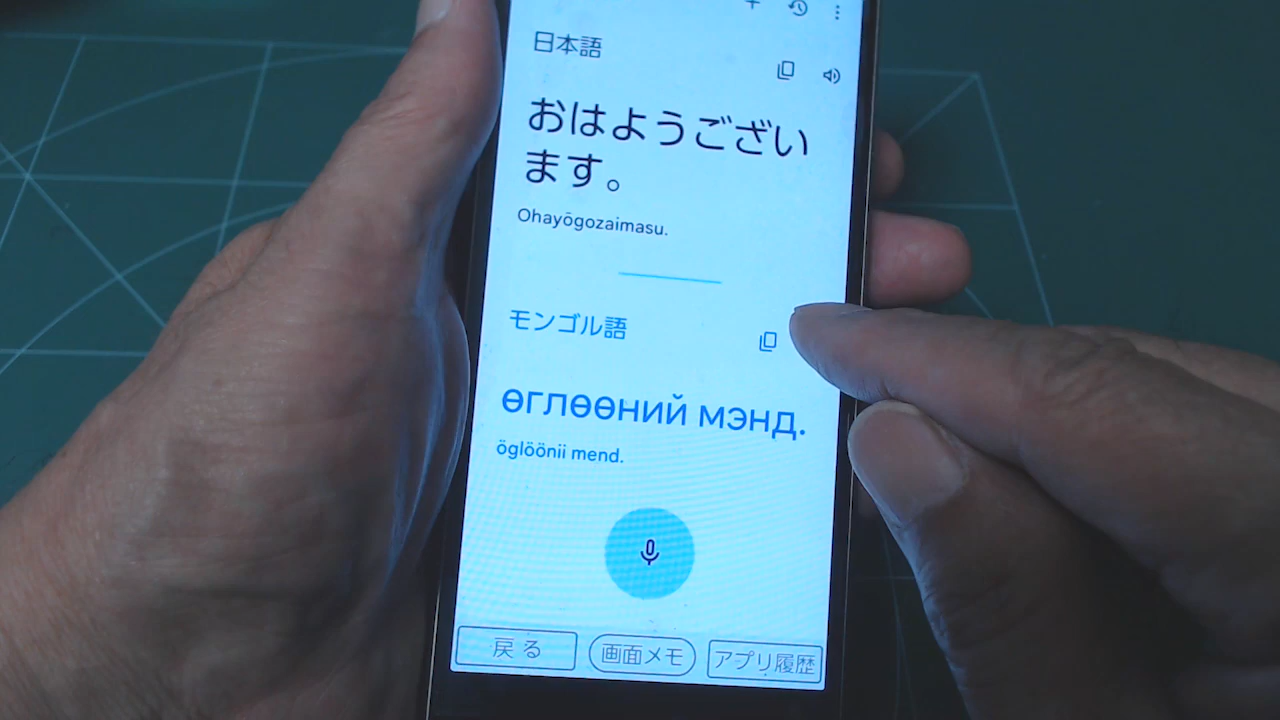 日本語
おはようござい
ます。
Ohayōgozaimasu.
モンゴル語
өглөөний мэнд.
öglöönii mend.
戻る
画面メモ
アプリ履歴